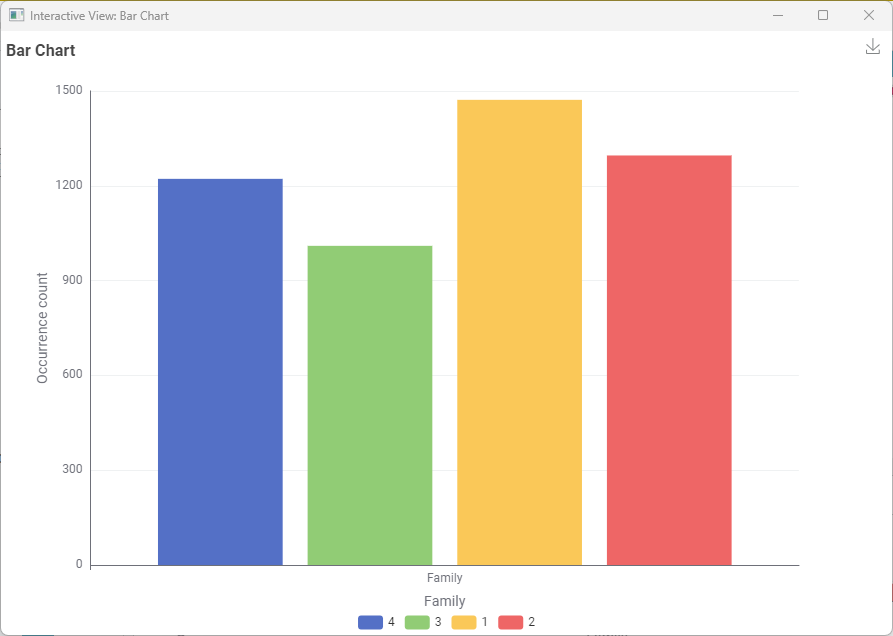 Interactive View: Bar Chart
Bar Chart
1500
1200
900
600
300
0
Occurrence count
Family
Family
4 3 1 2